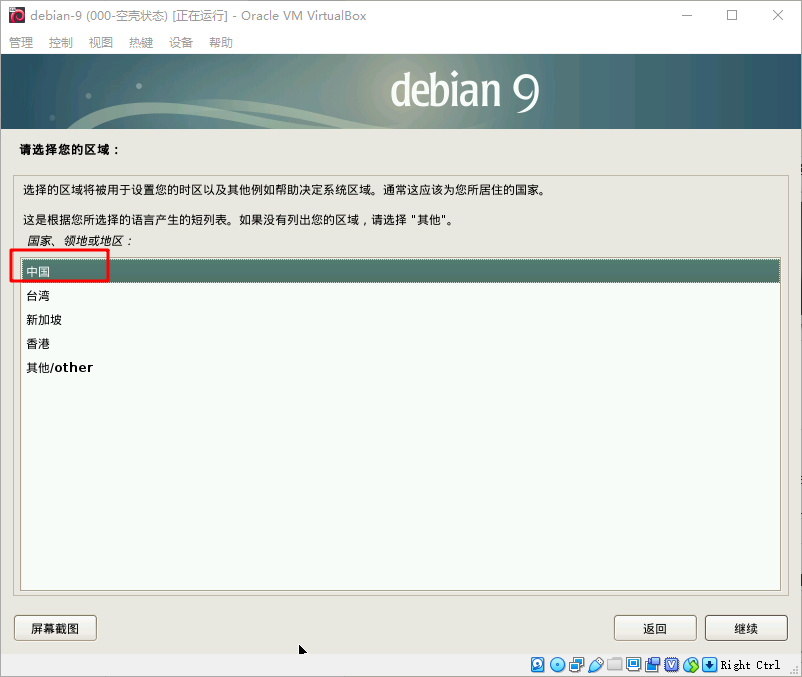 debian-9 (000-空壳状态) [正在运行] - Oracle VM VirtualBox
管理 控制 视图 热键 设备 帮助
debian 9
请选择您的区域：
选择的区域将被用于设置您的时区以及其他例如帮助决定系统区域。通常这应该为您所居住的国家。
这是根据您所选择的语言产生的短列表。如果没有列出您的区域，请选择 "其他"。
国家、领地或地区：
中国
台湾
新加坡
香港
其他/other
屏幕截图 返回 继续
Right Ctrl